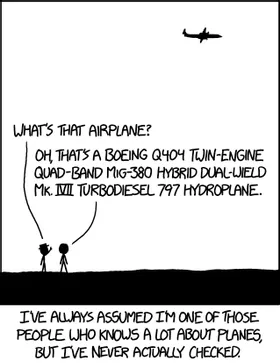 WHAT'S THAT AIRPLANE?
OH, THAT'S A BOEING Q404 TWIN-ENGINE
QUAD-BAND MIG-380 HYBRID DUAL-WIELD
MK. IVII TURBODIESEL 797 HYDROPLANE.
I'VE ALWAYS ASSUMED I'M ONE OF THOSE
PEOPLE WHO KNOWS A LOT ABOUT PLANES,
BUT I'VE NEVER ACTUALLY CHECKED.